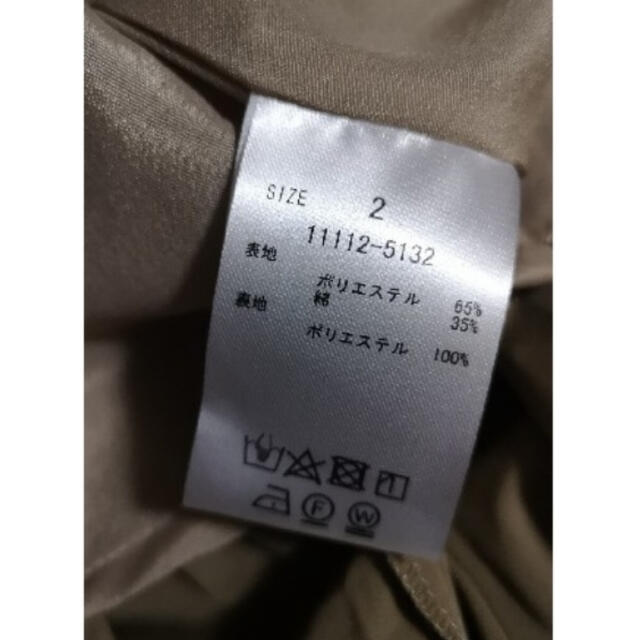 SIZE 2
11112-5132
表地
ポリエステル 65%
綿 35%
裏地
ポリエステル 100%
F W